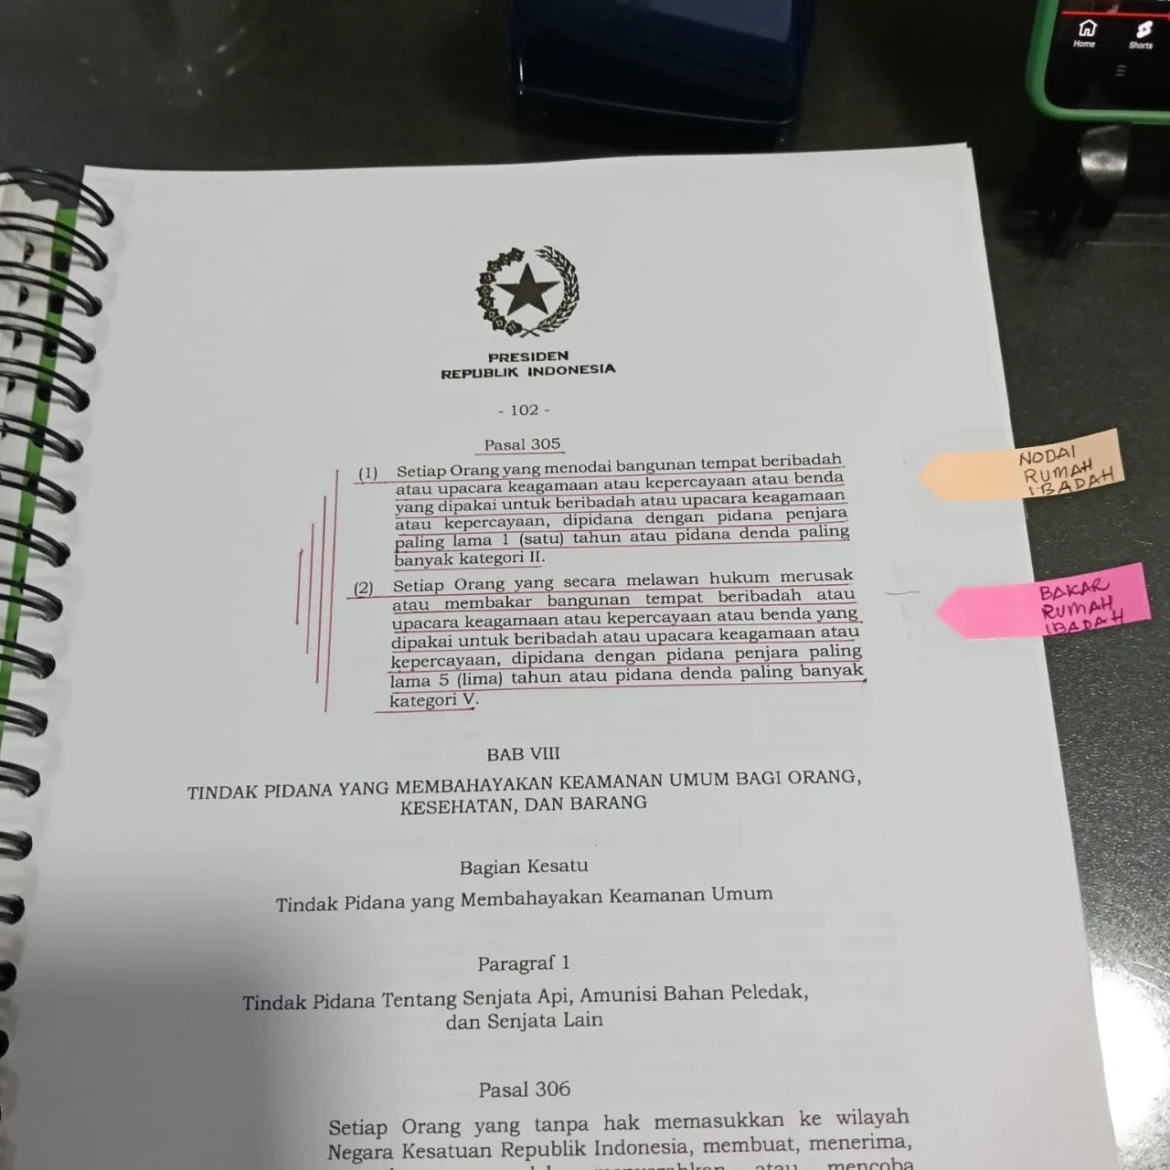 Home
Shorts
PRESIDEN
REPUBLIK INDONESIA
- 102 -
Pasal 305
(1) Setiap Orang yang menodai bangunan tempat beribadah
atau upacara keagamaan atau kepercayaan atau benda
yang dipakai untuk beribadah atau upacara keagamaan
atau kepercayaan, dipidana dengan pidana penjara
paling lama 1 (satu) tahun atau pidana denda paling
banyak kategori II.
NODAI
RUMAH
IBADAH
(2) Setiap Orang yang secara melawan hukum merusak
atau membakar bangunan tempat beribadah atau
upacara keagamaan atau kepercayaan atau benda yang
dipakai untuk beribadah atau upacara keagamaan atau
kepercayaan, dipidana dengan pidana penjara paling
lama 5 (lima) tahun atau pidana denda paling banyak
kategori V.
BAKAR
RUMAH
IBADAH
BAB VIII
TINDAK PIDANA YANG MEMBAHAYAKAN KEAMANAN UMUM BAGI ORANG,
KESEHATAN, DAN BARANG
Bagian Kesatu
Tindak Pidana yang Membahayakan Keamanan Umum
Paragraf 1
Tindak Pidana Tentang Senjata Api, Amunisi Bahan Peledak,
dan Senjata Lain
Pasal 306
Setiap Orang yang tanpa hak memasukkan ke wilayah
Negara Kesatuan Republik Indonesia, membuat, menerima,
atau mencoba